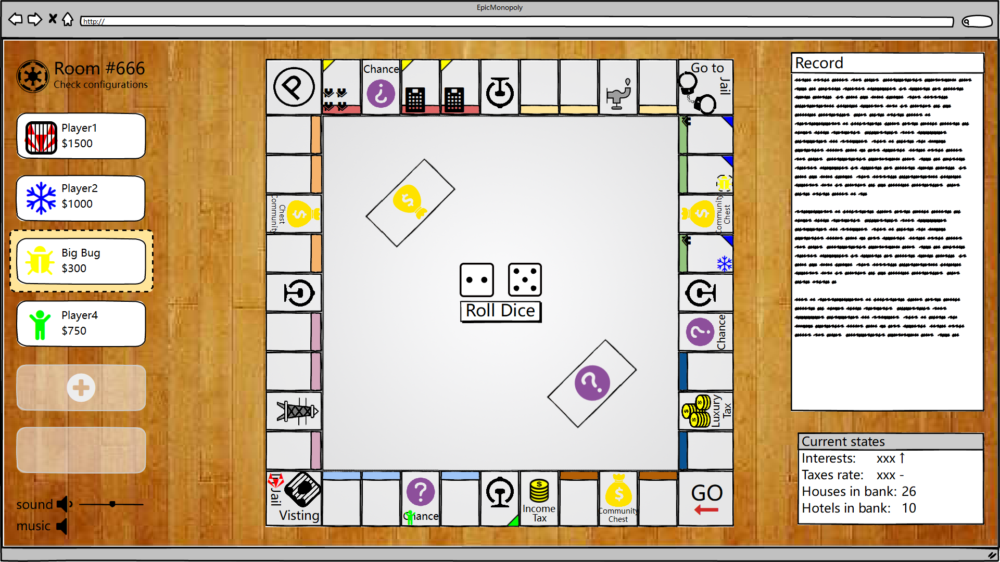 EpicMonopoly
http://
Room #666
Check configurations
Player1
$1500
Player2
$1000
Big Bug
$300
Player4
$750
sound
music
P
Chance
?
Go to
Jail
Community
Chest
$
$
Community
Chest
$
Roll Dice
?
Chance
?
Luxury
Tax
$
$
$
In Jail
Visting
?
Chance
$
Income
Tax
$
Community
Chest
GO
Record
Current states
Interests: xxx ↑
Taxes rate: xxx -
Houses in bank: 26
Hotels in bank: 10